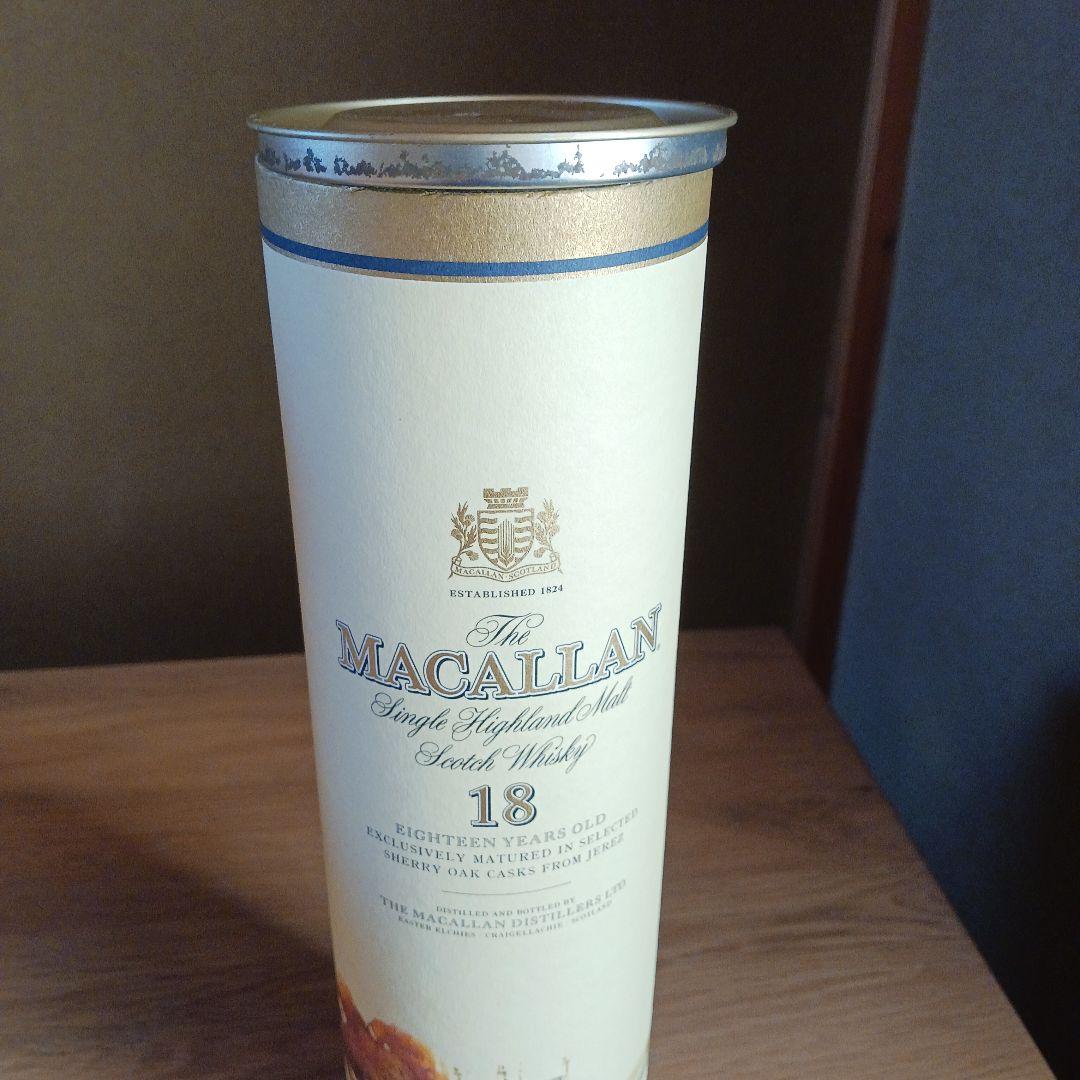 MACALLAN · SCOTLAND
ESTABLISHED 1824
The
MACALLAN
Single Highland Malt
Scotch Whisky
18
EIGHTEEN YEARS OLD
EXCLUSIVELY MATURED IN SELECTED
SHERRY OAK CASKS FROM JEREZ
DISTILLED AND BOTTLED BY
THE MACALLAN DISTILLERS LTD
EASTER ELCHIES · CRAIGELLACHIE · SCOTLAND